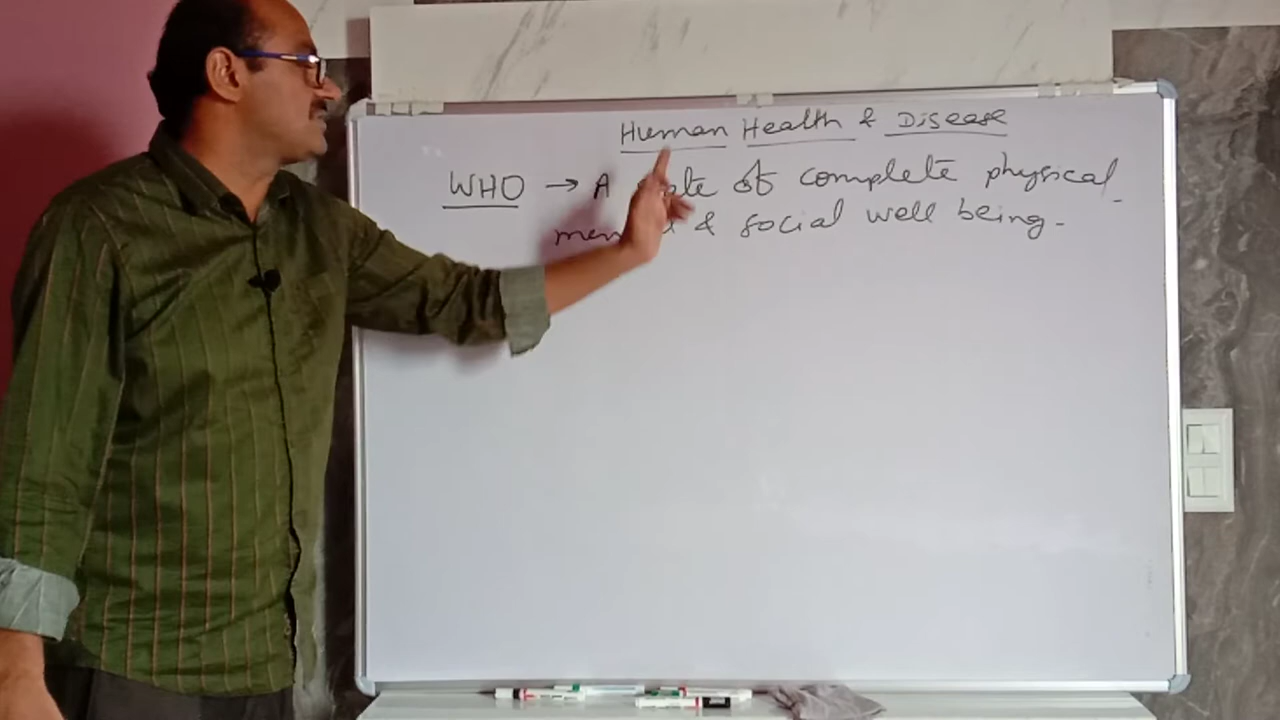 Human Health & Disease
WHO → A state of complete physical
mental & social well being.